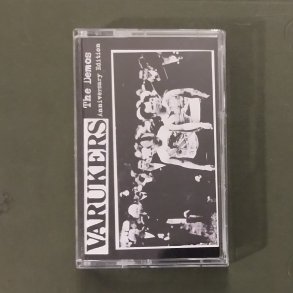 The Demos
Anniversary Edition
VARUKERS